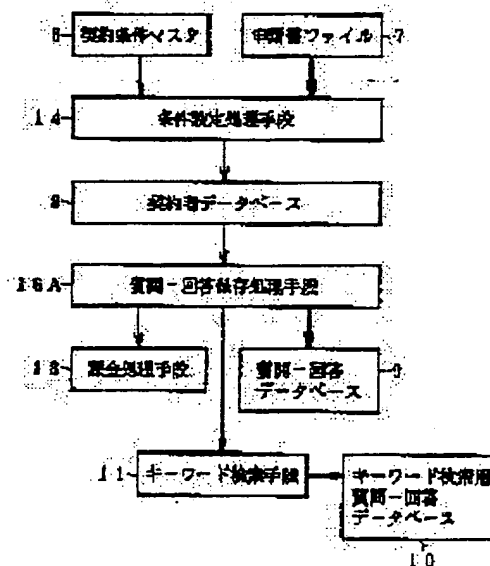 6 契約条件マスタ
申請書ファイル 7
14 条件設定処理手段
8 契約者データベース
16A 質問-回答保存処理手段
18 課金処理手段
質問-回答 9
データベース
11 キーワード検索手段
キーワード検索用
質問-回答
データベース
10